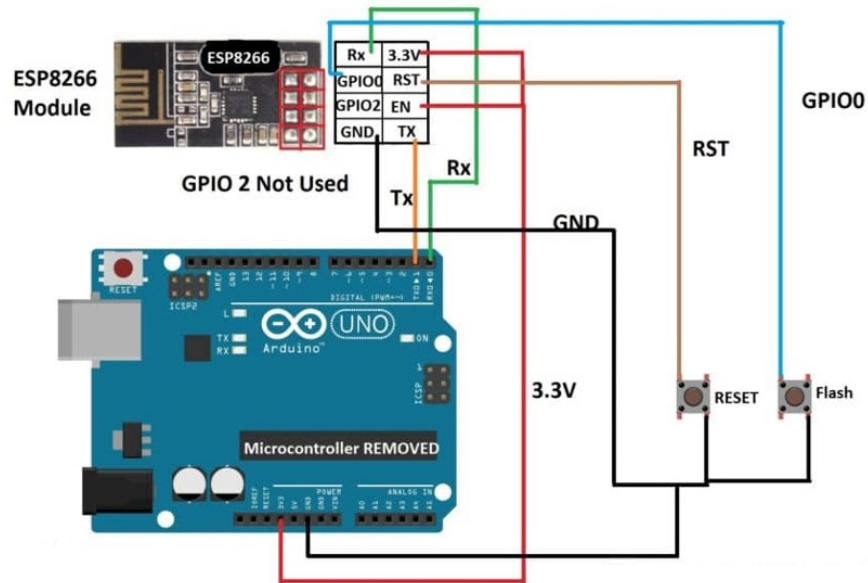 ESP8266
Module
ESP8266
Rx
3.3V
GPIO0
RST
GPIO2
EN
GND
TX
GPIO0
RST
Rx
GPIO 2 Not Used
Tx
GND
RESET
ICSP2
AREF
GND
13
12
~11
~10
~9
8
7
~6
~5
4
~3
2
TXD▶1
RXD◀0
DIGITAL (PWM~)
L
TX
RX
UNO
Arduino
ON
ICSP
1
3.3V
RESET
Flash
Microcontroller REMOVED
POWER
ANALOG IN
IOREF
RESET
3V3
5V
GND
GND
VIN
A0
A1
A2
A3
A4
A5